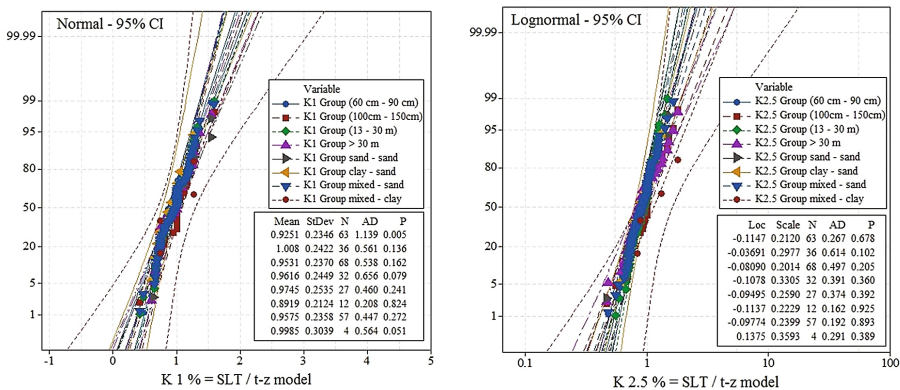 Normal - 95% CI
99.99
99
95
80
50
20
5
1
-1 0 1 2 3 4 5
K 1 % = SLT / t-z model
Variable
K1 Group (60 cm - 90 cm)
K1 Group (100cm - 150cm)
K1 Group (13 - 30 m)
K1 Group > 30 m
K1 Group sand - sand
K1 Group clay - sand
K1 Group mixed - sand
K1 Group mixed - clay
Mean StDev N AD P
0.9251 0.2346 63 1.139 0.005
1.008 0.2422 36 0.561 0.136
0.9531 0.2370 68 0.538 0.162
0.9616 0.2449 32 0.656 0.079
0.9745 0.2535 27 0.460 0.241
0.8919 0.2124 12 0.208 0.824
0.9575 0.2358 57 0.447 0.272
0.9985 0.3039 4 0.564 0.051
Lognormal - 95% CI
99.99
99
95
80
50
20
5
1
0.1 1 10 100
K 2.5 % = SLT / t-z model
Variable
K2.5 Group (60 cm - 90 cm)
K2.5 Group (100cm - 150cm)
K2.5 Group (13 - 30 m)
K2.5 Group > 30 m
K2.5 Group sand - sand
K2.5 Group clay - sand
K2.5 Group mixed - sand
K2.5 Group mixed - clay
Loc Scale N AD P
-0.1147 0.2120 63 0.267 0.678
-0.03691 0.2977 36 0.614 0.102
-0.08090 0.2014 68 0.497 0.205
-0.1078 0.3305 32 0.391 0.360
-0.09495 0.2590 27 0.374 0.392
-0.1137 0.2229 12 0.162 0.925
-0.09774 0.2399 57 0.192 0.893
0.1375 0.3593 4 0.291 0.389